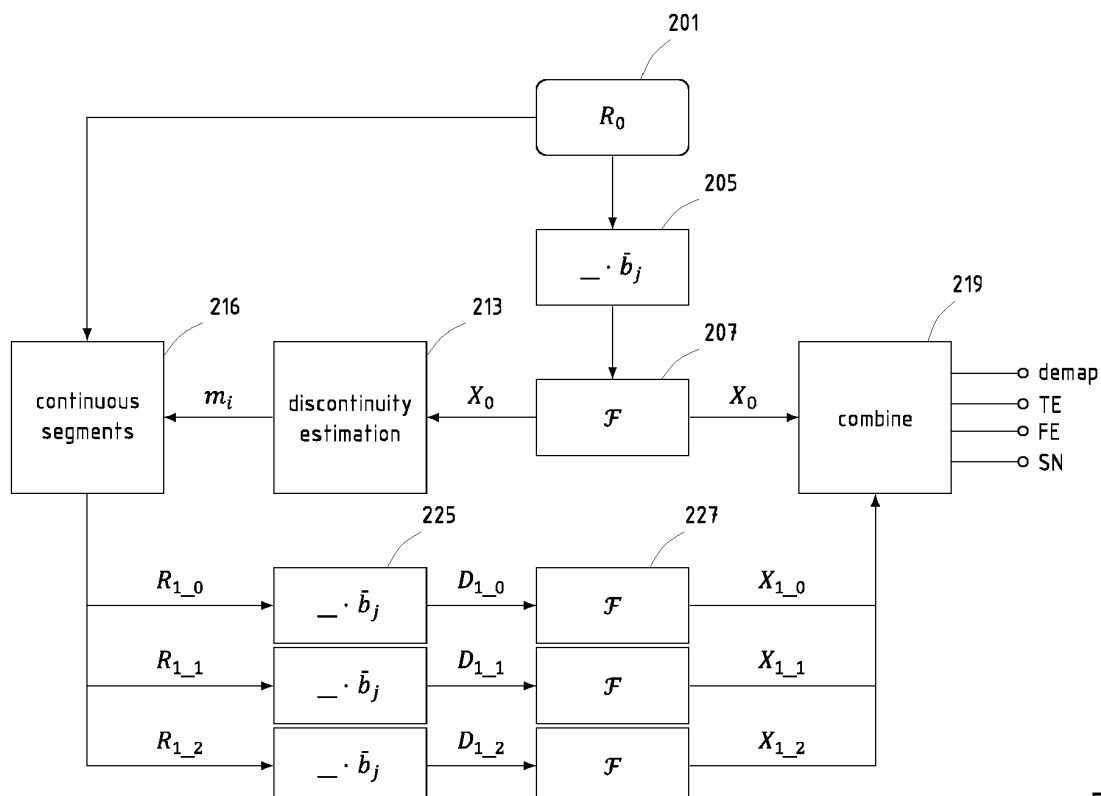 201
R₀
205
_ · b̄ⱼ
216
213
207
219
continuous
segments
mᵢ
discontinuity
estimation
X₀
ℱ
X₀
combine
demap
TE
FE
SN
225
227
R₁_₀
_ · b̄ⱼ
D₁_₀
ℱ
X₁_₀
R₁_₁
_ · b̄ⱼ
D₁_₁
ℱ
X₁_₁
R₁_₂
_ · b̄ⱼ
D₁_₂
ℱ
X₁_₂